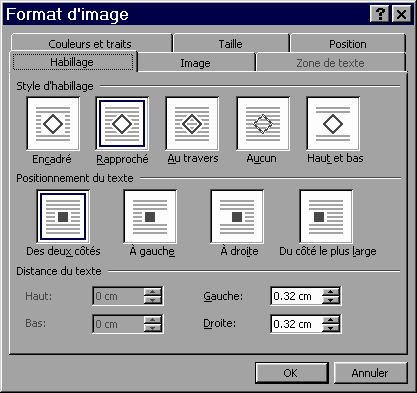 Format d'image
Couleurs et traits Taille Position
Habillage Image Zone de texte
Style d'habillage
Encadré Rapproché Au travers Aucun Haut et bas
Positionnement du texte
Des deux côtés À gauche À droite Du côté le plus large
Distance du texte
Haut: 0 cm Gauche: 0.32 cm
Bas: 0 cm Droite: 0.32 cm
OK Annuler